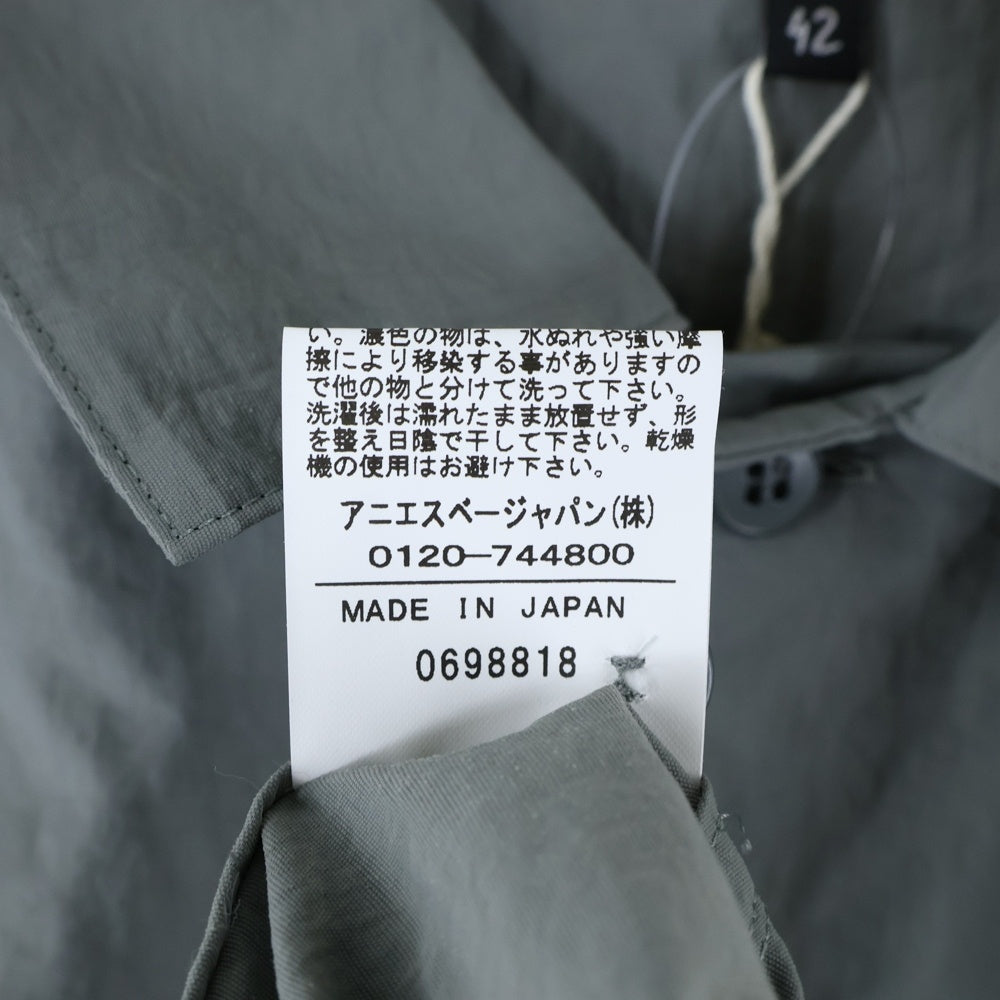 42
い。濃色の物は、水ぬれや強い摩
擦により移染する事がありますの
で他の物と分けて洗って下さい。
洗濯後は濡れたまま放置せず、形
を整え日陰で干して下さい。乾燥
機の使用はお避け下さい。
アニエスベージャパン(株)
0120-744800
MADE IN JAPAN
0698818